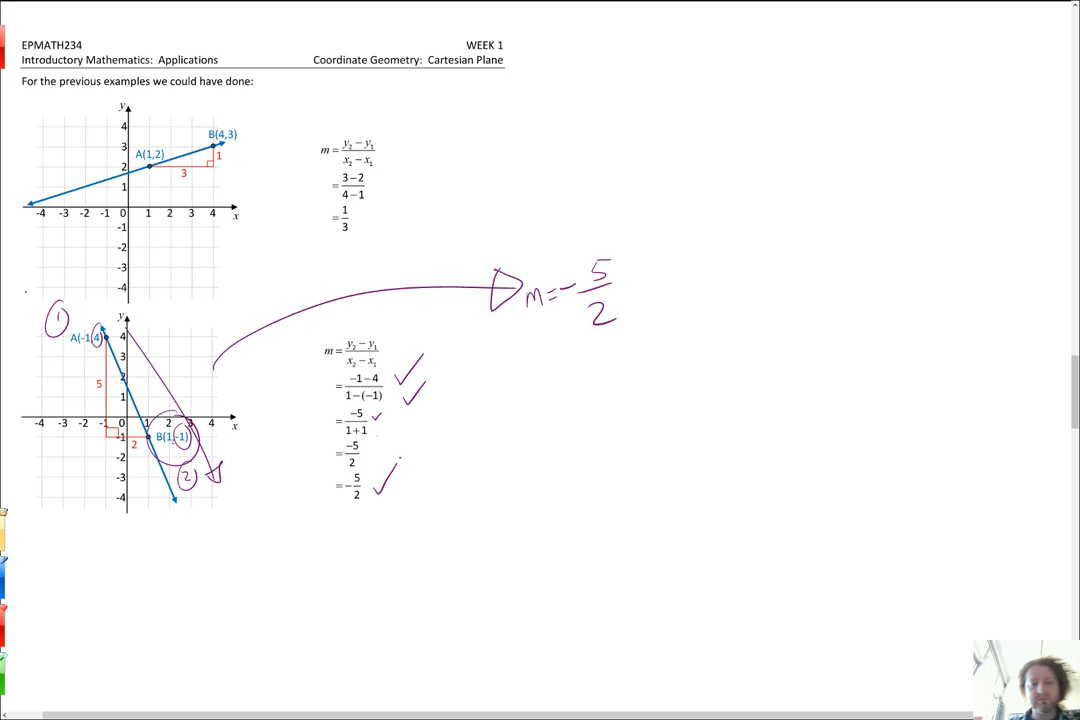 EPMATH234 WEEK 1
Introductory Mathematics: Applications Coordinate Geometry: Cartesian Plane
For the previous examples we could have done:
y
4
3
2
1
B(4,3)
A(1,2)
1
3
-4 -3 -2 -1 0 1 2 3 4 x
-1
-2
-3
-4
m = y₂ − y₁ / x₂ − x₁
= 3 − 2 / 4 − 1
= 1 / 3
m = − 5 / 2
1
y
A(-1,4)
4
3
2
1
5
-4 -3 -2 -1 0 1 2 3 4 x
-1
2
B(1,-1)
-2
-3
-4
2
m = y₂ − y₁ / x₂ − x₁
= −1 − 4 / 1 − (−1)
= −5 / 1 + 1
= −5 / 2
= − 5 / 2